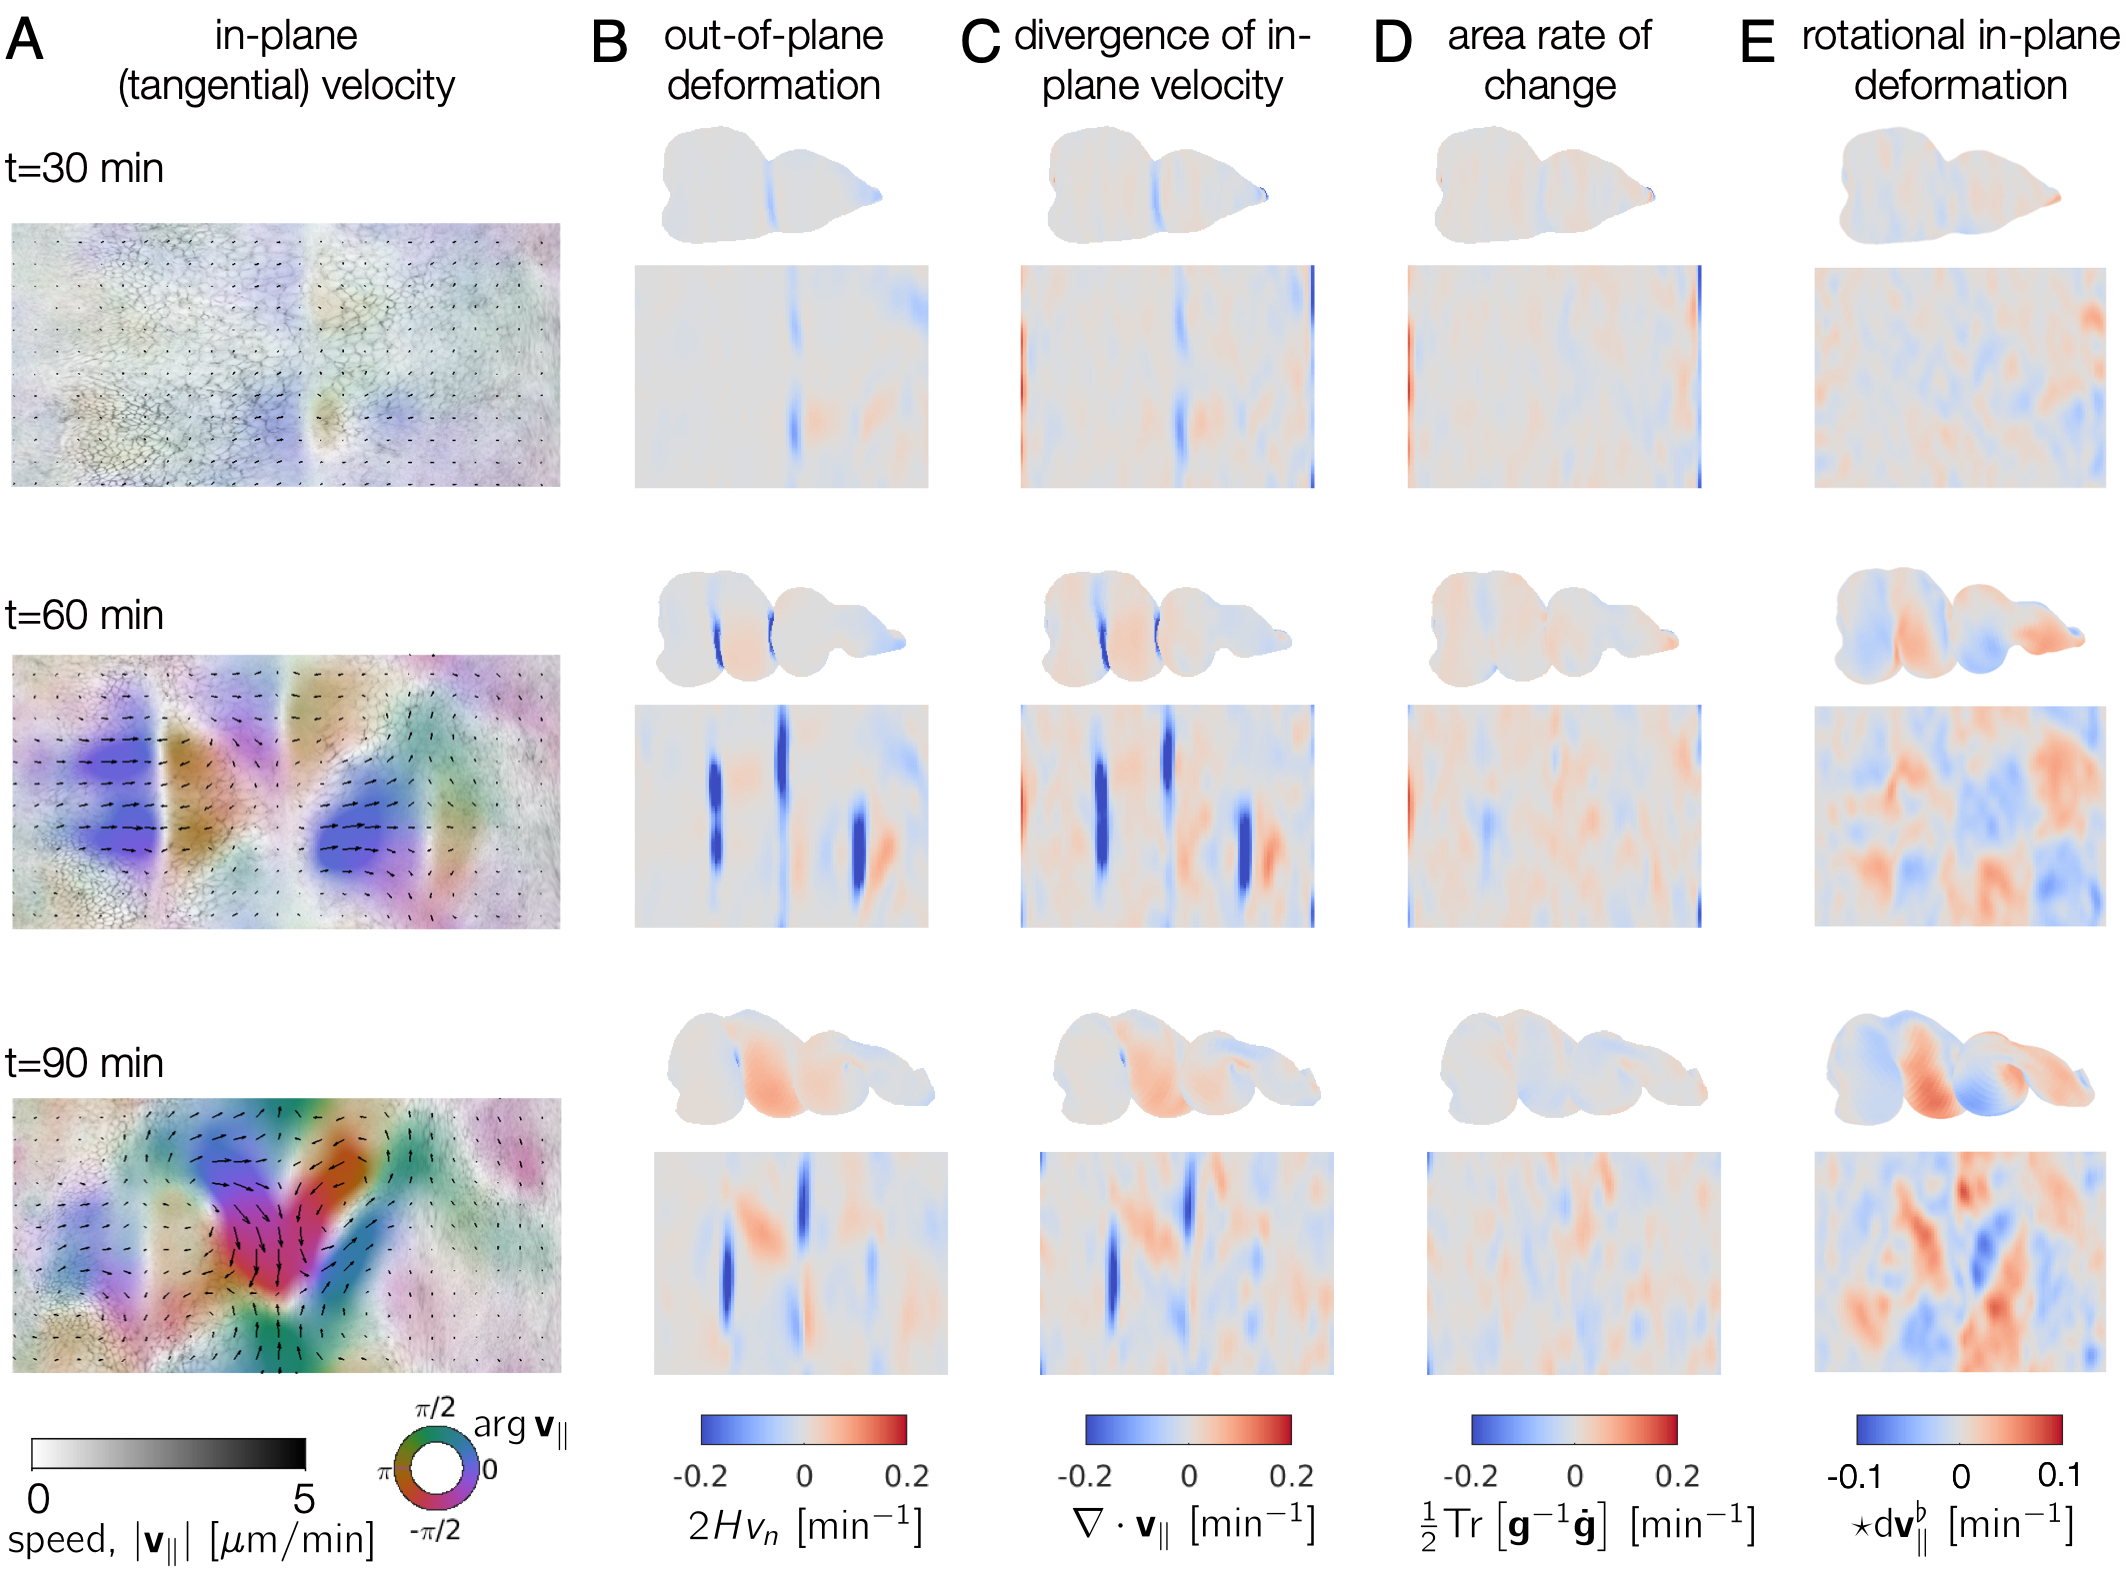 A in-plane (tangential) velocity
B out-of-plane deformation
C divergence of in-plane velocity
D area rate of change
E rotational in-plane deformation
t=30 min
t=60 min
t=90 min
π/2
arg v∥
π
0
-π/2
0 5
speed, |v∥| [μm/min]
-0.2 0 0.2
2Hvₙ [min⁻¹]
-0.2 0 0.2
∇ · v∥ [min⁻¹]
-0.2 0 0.2
½Tr [g⁻¹ġ] [min⁻¹]
-0.1 0 0.1
⋆dv∥♭ [min⁻¹]